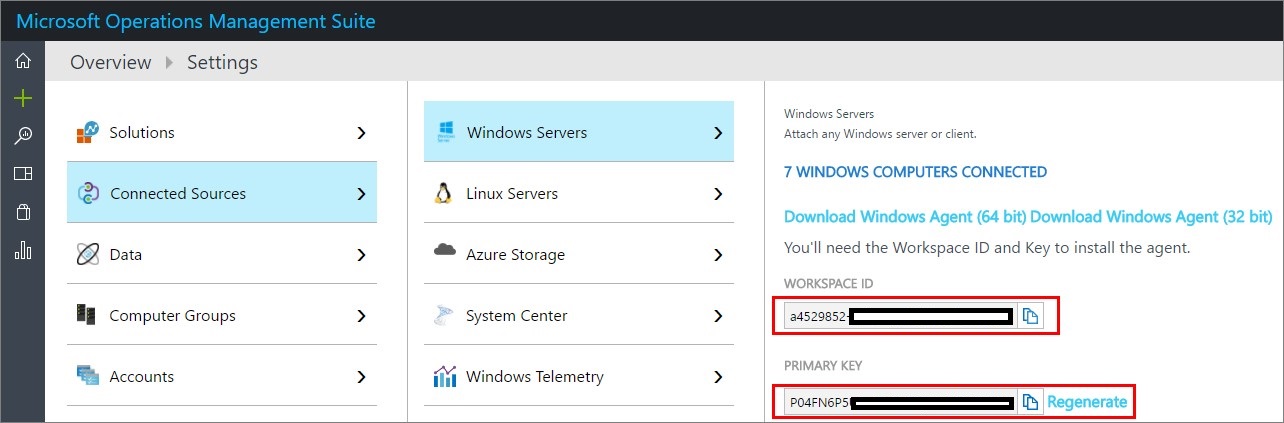 Microsoft Operations Management Suite
Overview Settings
Solutions
Connected Sources
Data
Computer Groups
Accounts
Windows Servers
Linux Servers
Azure Storage
System Center
Windows Telemetry
Windows Servers
Attach any Windows server or client.
7 WINDOWS COMPUTERS CONNECTED
Download Windows Agent (64 bit) Download Windows Agent (32 bit)
You'll need the Workspace ID and Key to install the agent.
WORKSPACE ID
a4529852-
PRIMARY KEY
P04FN6P5
Regenerate